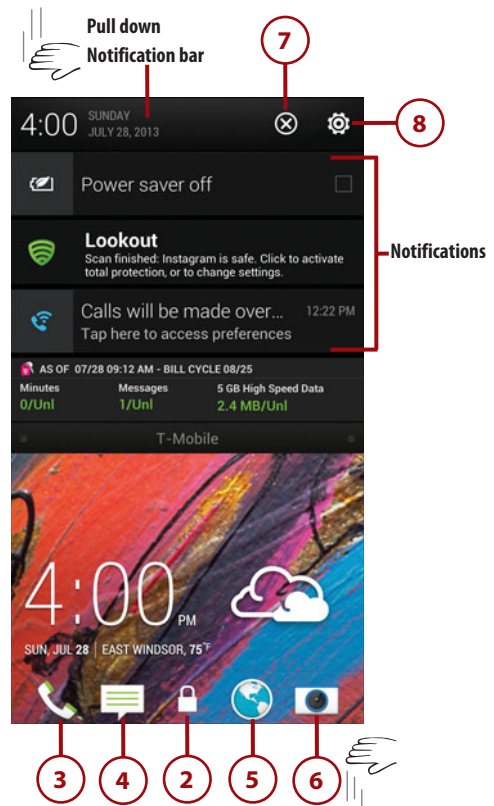 Pull down
Notification bar
7
4:00 SUNDAY
JULY 28, 2013
8
Power saver off
Notifications
Lookout
Scan finished: Instagram is safe. Click to activate
total protection, or to change settings.
Calls will be made over... 12:22 PM
Tap here to access preferences
AS OF 07/28 09:12 AM - BILL CYCLE 08/25
Minutes Messages 5 GB High Speed Data
0/Unl 1/Unl 2.4 MB/Unl
T-Mobile
4:00 PM
SUN, JUL 28 EAST WINDSOR, 75°F
3 4 2 5 6